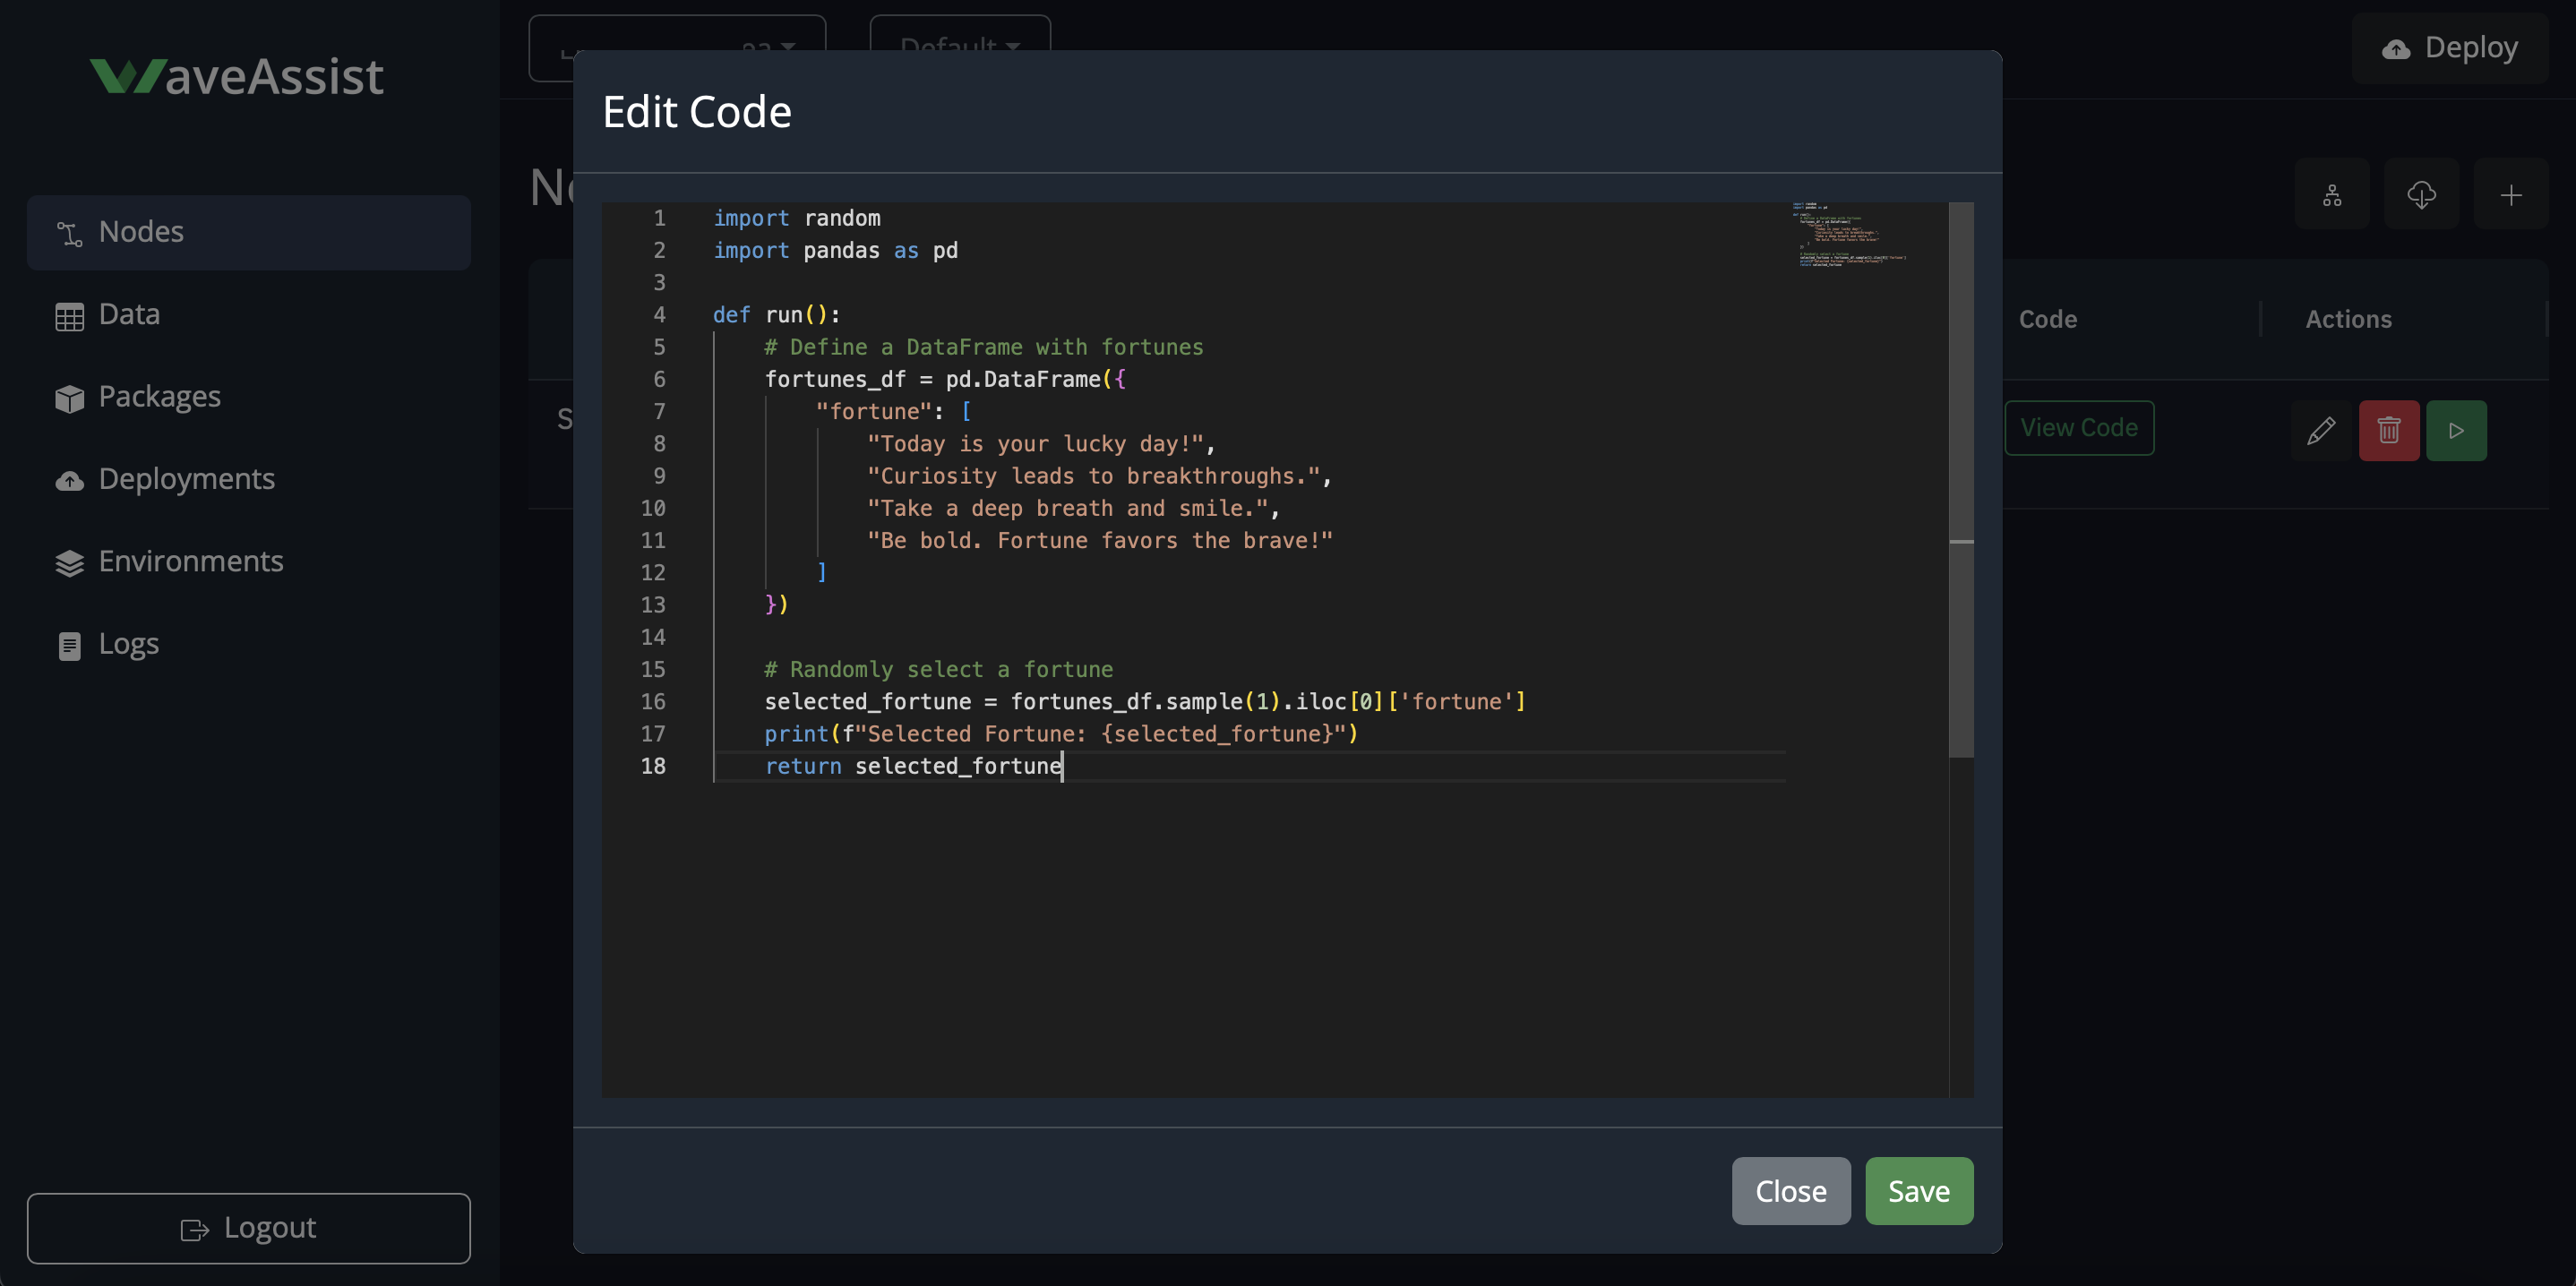 WaveAssist
Default
Deploy
Edit Code
Nodes
Data
Packages
Deployments
Environments
Logs
Logout
1 import random
2 import pandas as pd
3
4 def run():
5     # Define a DataFrame with fortunes
6     fortunes_df = pd.DataFrame({
7         "fortune": [
8             "Today is your lucky day!",
9             "Curiosity leads to breakthroughs.",
10             "Take a deep breath and smile.",
11             "Be bold. Fortune favors the brave!"
12         ]
13     })
14
15     # Randomly select a fortune
16     selected_fortune = fortunes_df.sample(1).iloc[0]['fortune']
17     print(f"Selected Fortune: {selected_fortune}")
18     return selected_fortune
Code
Actions
View Code
Close
Save